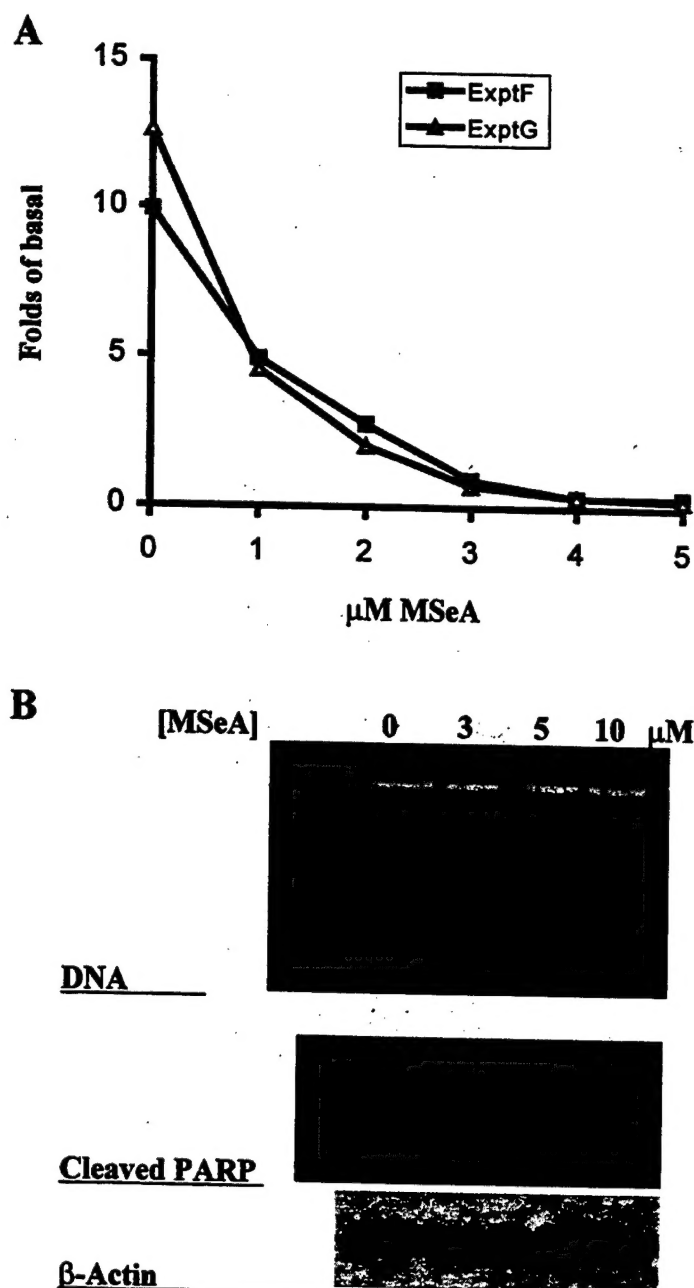 A
15
10
5
0
Folds of basal
ExptF
ExptG
0 1 2 3 4 5
μM MSeA
B
[MSeA] 0 3 5 10 μM
DNA
Cleaved PARP
β-Actin